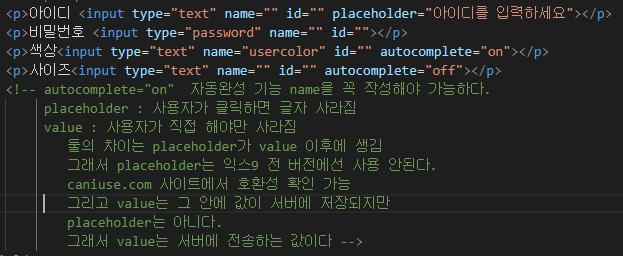 <p>아이디 <input type="text" name="" id="" placeholder="아이디를 입력하세요"></p>
<p>비밀번호 <input type="password" name="" id=""></p>
<p>색상<input type="text" name="usercolor" id="" autocomplete="on"></p>
<p>사이즈<input type="text" name="" id="" autocomplete="off"></p>
<!-- autocomplete="on"  자동완성 기능 name을 꼭 작성해야 가능하다.
placeholder : 사용자가 클릭하면 글자 사라짐
value : 사용자가 직접 해야만 사라짐
둘의 차이는 placeholder가 value 이후에 생김
그래서 placeholder는 익스9 전 버전에선 사용 안된다.
caniuse.com 사이트에서 호환성 확인 가능
그리고 value는 그 안에 값이 서버에 저장되지만
placeholder는 아니다.
그래서 value는 서버에 전송하는 값이다 -->